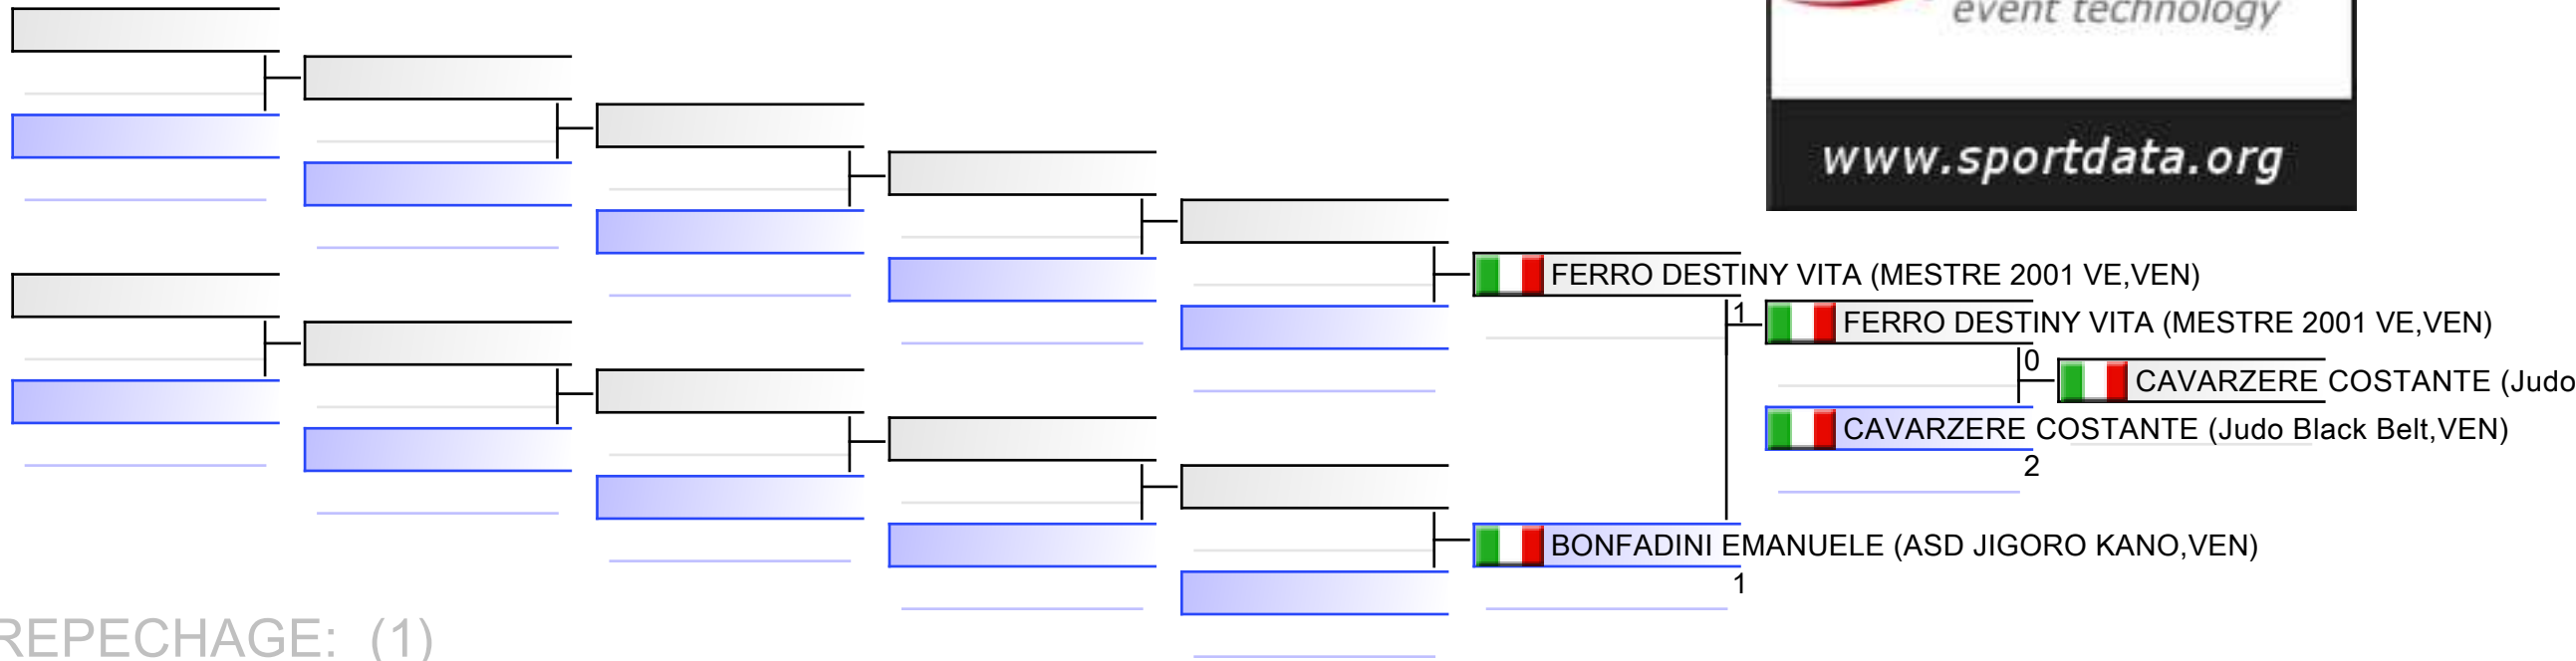 event technology
www.sportdata.org
FERRO DESTINY VITA (MESTRE 2001 VE,VEN)
1
FERRO DESTINY VITA (MESTRE 2001 VE,VEN)
0
CAVARZERE COSTANTE (Judo
CAVARZERE COSTANTE (Judo Black Belt,VEN)
2
BONFADINI EMANUELE (ASD JIGORO KANO,VEN)
1
REPECHAGE: (1)